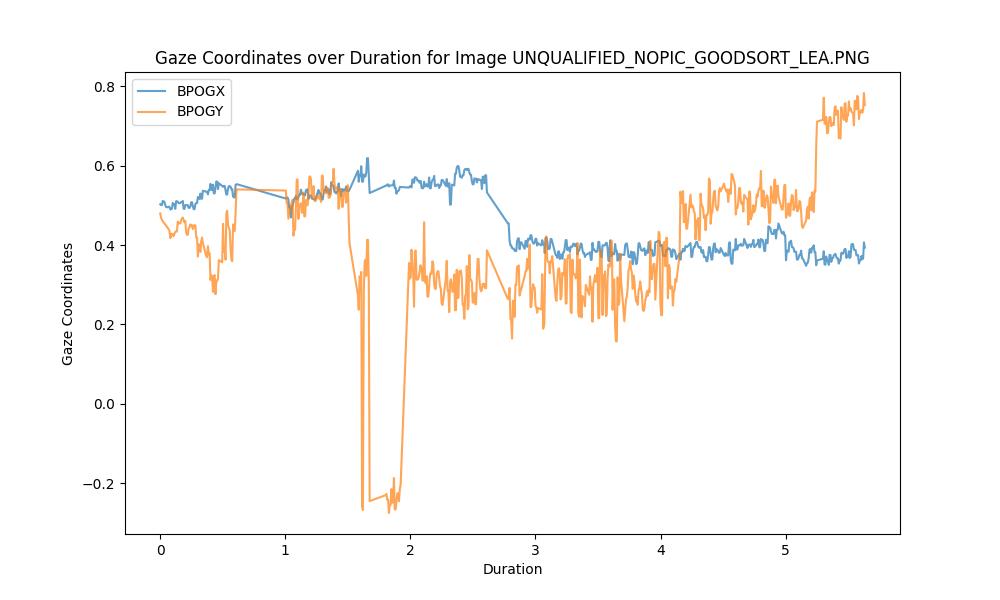 Gaze Coordinates over Duration for Image UNQUALIFIED_NOPIC_GOODSORT_LEA.PNG
BPOGX
BPOGY
0.8
0.6
0.4
0.2
0.0
−0.2
Gaze Coordinates
0 1 2 3 4 5
Duration